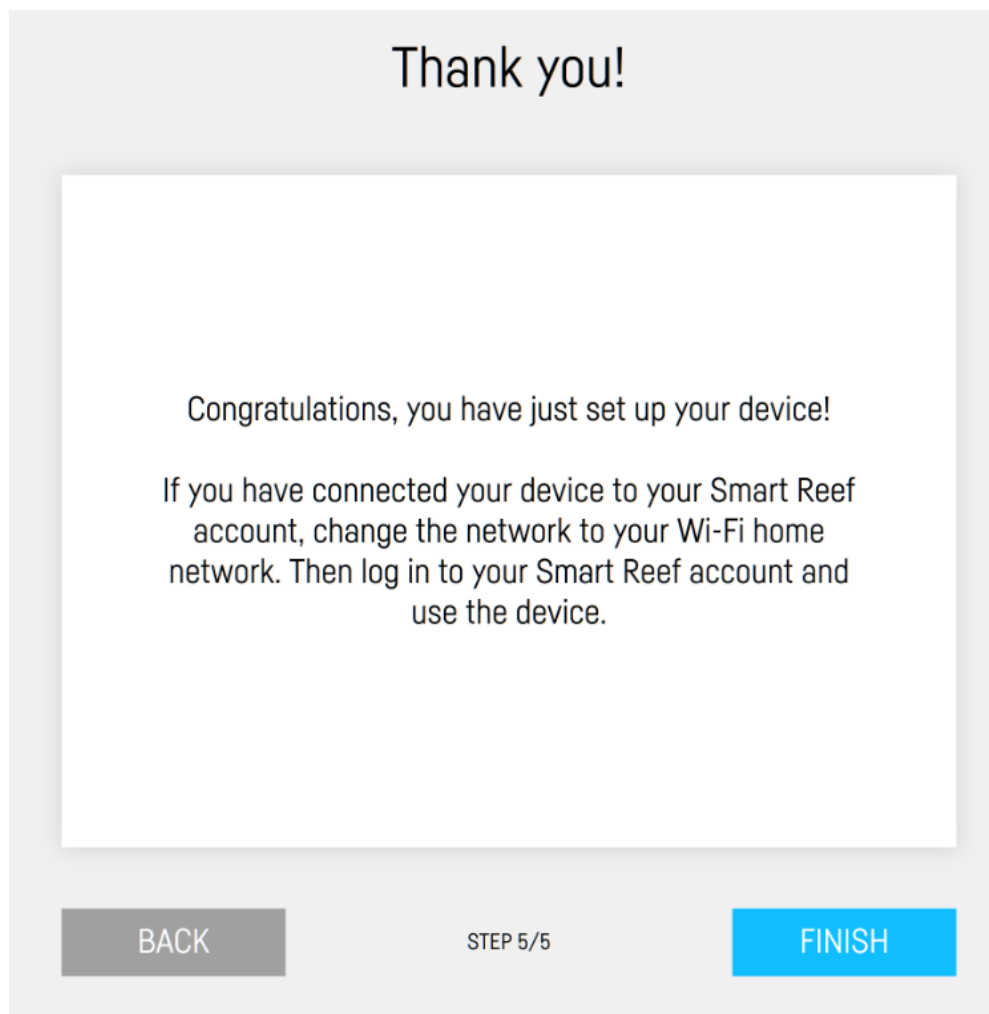 Thank you!
Congratulations, you have just set up your device!
If you have connected your device to your Smart Reef
account, change the network to your Wi-Fi home
network. Then log in to your Smart Reef account and
use the device.
BACK
STEP 5/5
FINISH